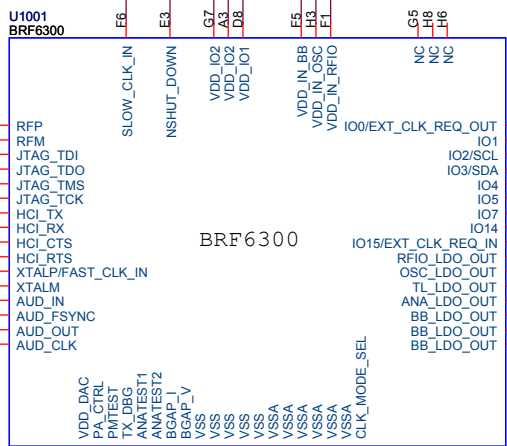 U1001
BRF6300
F6
E3
G7
A3
D8
F5
H3
F1
G5
H8
H6
SLOW_CLK_IN
NSHUT_DOWN
VDD_IO2
VDD_IO2
VDD_IO1
VDD_IN_BB
VDD_IN_OSC
VDD_IN_RFIO
NC
NC
NC
RFP
RFM
JTAG_TDI
JTAG_TDO
JTAG_TMS
JTAG_TCK
HCI_TX
HCI_RX
HCI_CTS
HCI_RTS
XTALP/FAST_CLK_IN
XTALM
AUD_IN
AUD_FSYNC
AUD_OUT
AUD_CLK
BRF6300
IO0/EXT_CLK_REQ_OUT
IO1
IO2/SCL
IO3/SDA
IO4
IO5
IO7
IO14
IO15/EXT_CLK_REQ_IN
RFIO_LDO_OUT
OSC_LDO_OUT
TL_LDO_OUT
ANA_LDO_OUT
BB_LDO_OUT
BB_LDO_OUT
BB_LDO_OUT
VDD_DAC
PA_CTRL
PMTEST
TX_DBG
ANATEST1
ANATEST2
BGAP_I
BGAP_V
VSS
VSS
VSS
VSS
VSS
VSSA
VSSA
VSSA
VSSA
VSSA
VSSA
CLK_MODE_SEL